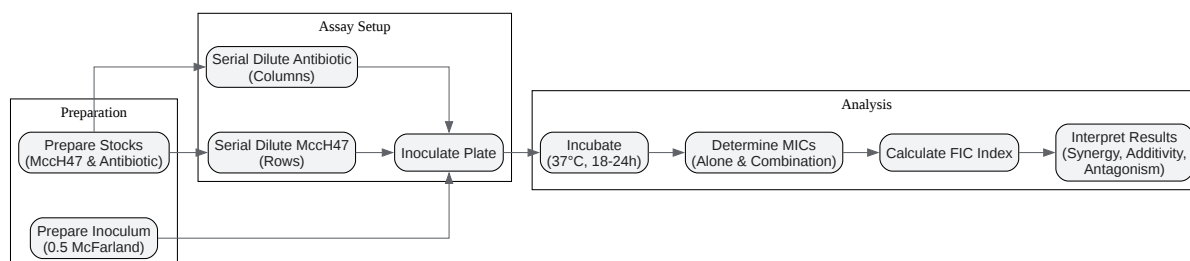 Preparation
Prepare Stocks
(MccH47 & Antibiotic)
Prepare Inoculum
(0.5 McFarland)
Assay Setup
Serial Dilute Antibiotic
(Columns)
Serial Dilute MccH47
(Rows)
Inoculate Plate
Analysis
Incubate
(37°C, 18-24h)
Determine MICs
(Alone & Combination)
Calculate FIC Index
Interpret Results
(Synergy, Additivity,
Antagonism)